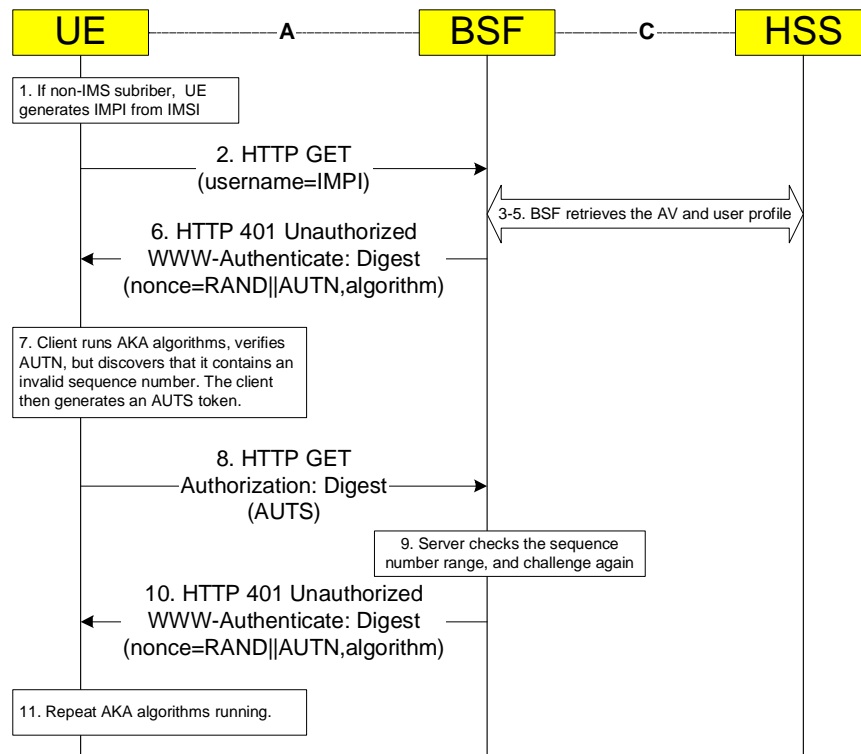 UE
A
BSF
C
HSS
1. If non-IMS subriber, UE
generates IMPI from IMSI
2. HTTP GET
(username=IMPI)
3-5. BSF retrieves the AV and user profile
6. HTTP 401 Unauthorized
WWW-Authenticate: Digest
(nonce=RAND||AUTN,algorithm)
7. Client runs AKA algorithms, verifies
AUTN, but discovers that it contains an
invalid sequence number. The client
then generates an AUTS token.
8. HTTP GET
Authorization: Digest
(AUTS)
9. Server checks the sequence
number range, and challenge again
10. HTTP 401 Unauthorized
WWW-Authenticate: Digest
(nonce=RAND||AUTN,algorithm)
11. Repeat AKA algorithms running.